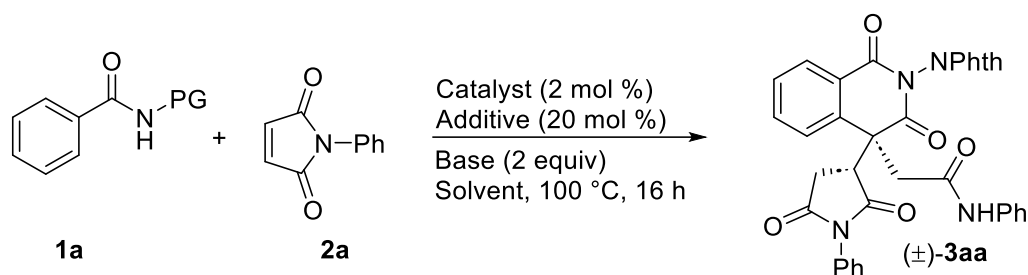 O
N
H
PG
1a
+
O
N
Ph
O
2a
Catalyst (2 mol %)
Additive (20 mol %)
Base (2 equiv)
Solvent, 100 °C, 16 h
O
N
NPhth
O
O
NHPh
O
N
O
Ph
(±)-3aa